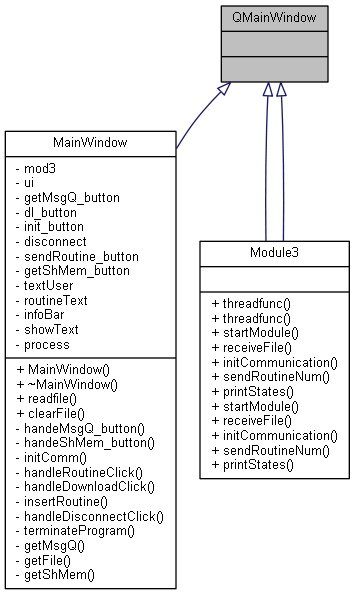 QMainWindow
MainWindow
- mod3
- ui
- getMsgQ_button
- dl_button
- init_button
- disconnect
- sendRoutine_button
- getShMem_button
- textUser
- routineText
- infoBar
- showText
- process
+ MainWindow()
+ ~MainWindow()
+ readfile()
+ clearFile()
- handeMsgQ_button()
- handeShMem_button()
- initComm()
- handleRoutineClick()
- handleDownloadClick()
- insertRoutine()
- handleDisconnectClick()
- terminateProgram()
- getMsgQ()
- getFile()
- getShMem()
Module3
+ threadfunc()
+ threadfunc()
+ startModule()
+ receiveFile()
+ initCommunication()
+ sendRoutineNum()
+ printStates()
+ startModule()
+ receiveFile()
+ initCommunication()
+ sendRoutineNum()
+ printStates()